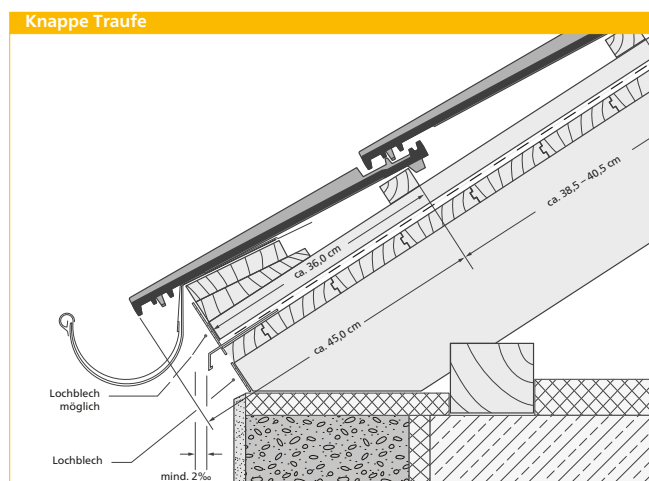 Knappe Traufe
ca. 38,5 – 40,5 cm
ca. 36,0 cm
ca. 45,0 cm
Lochblech
möglich
Lochblech
mind. 2‰